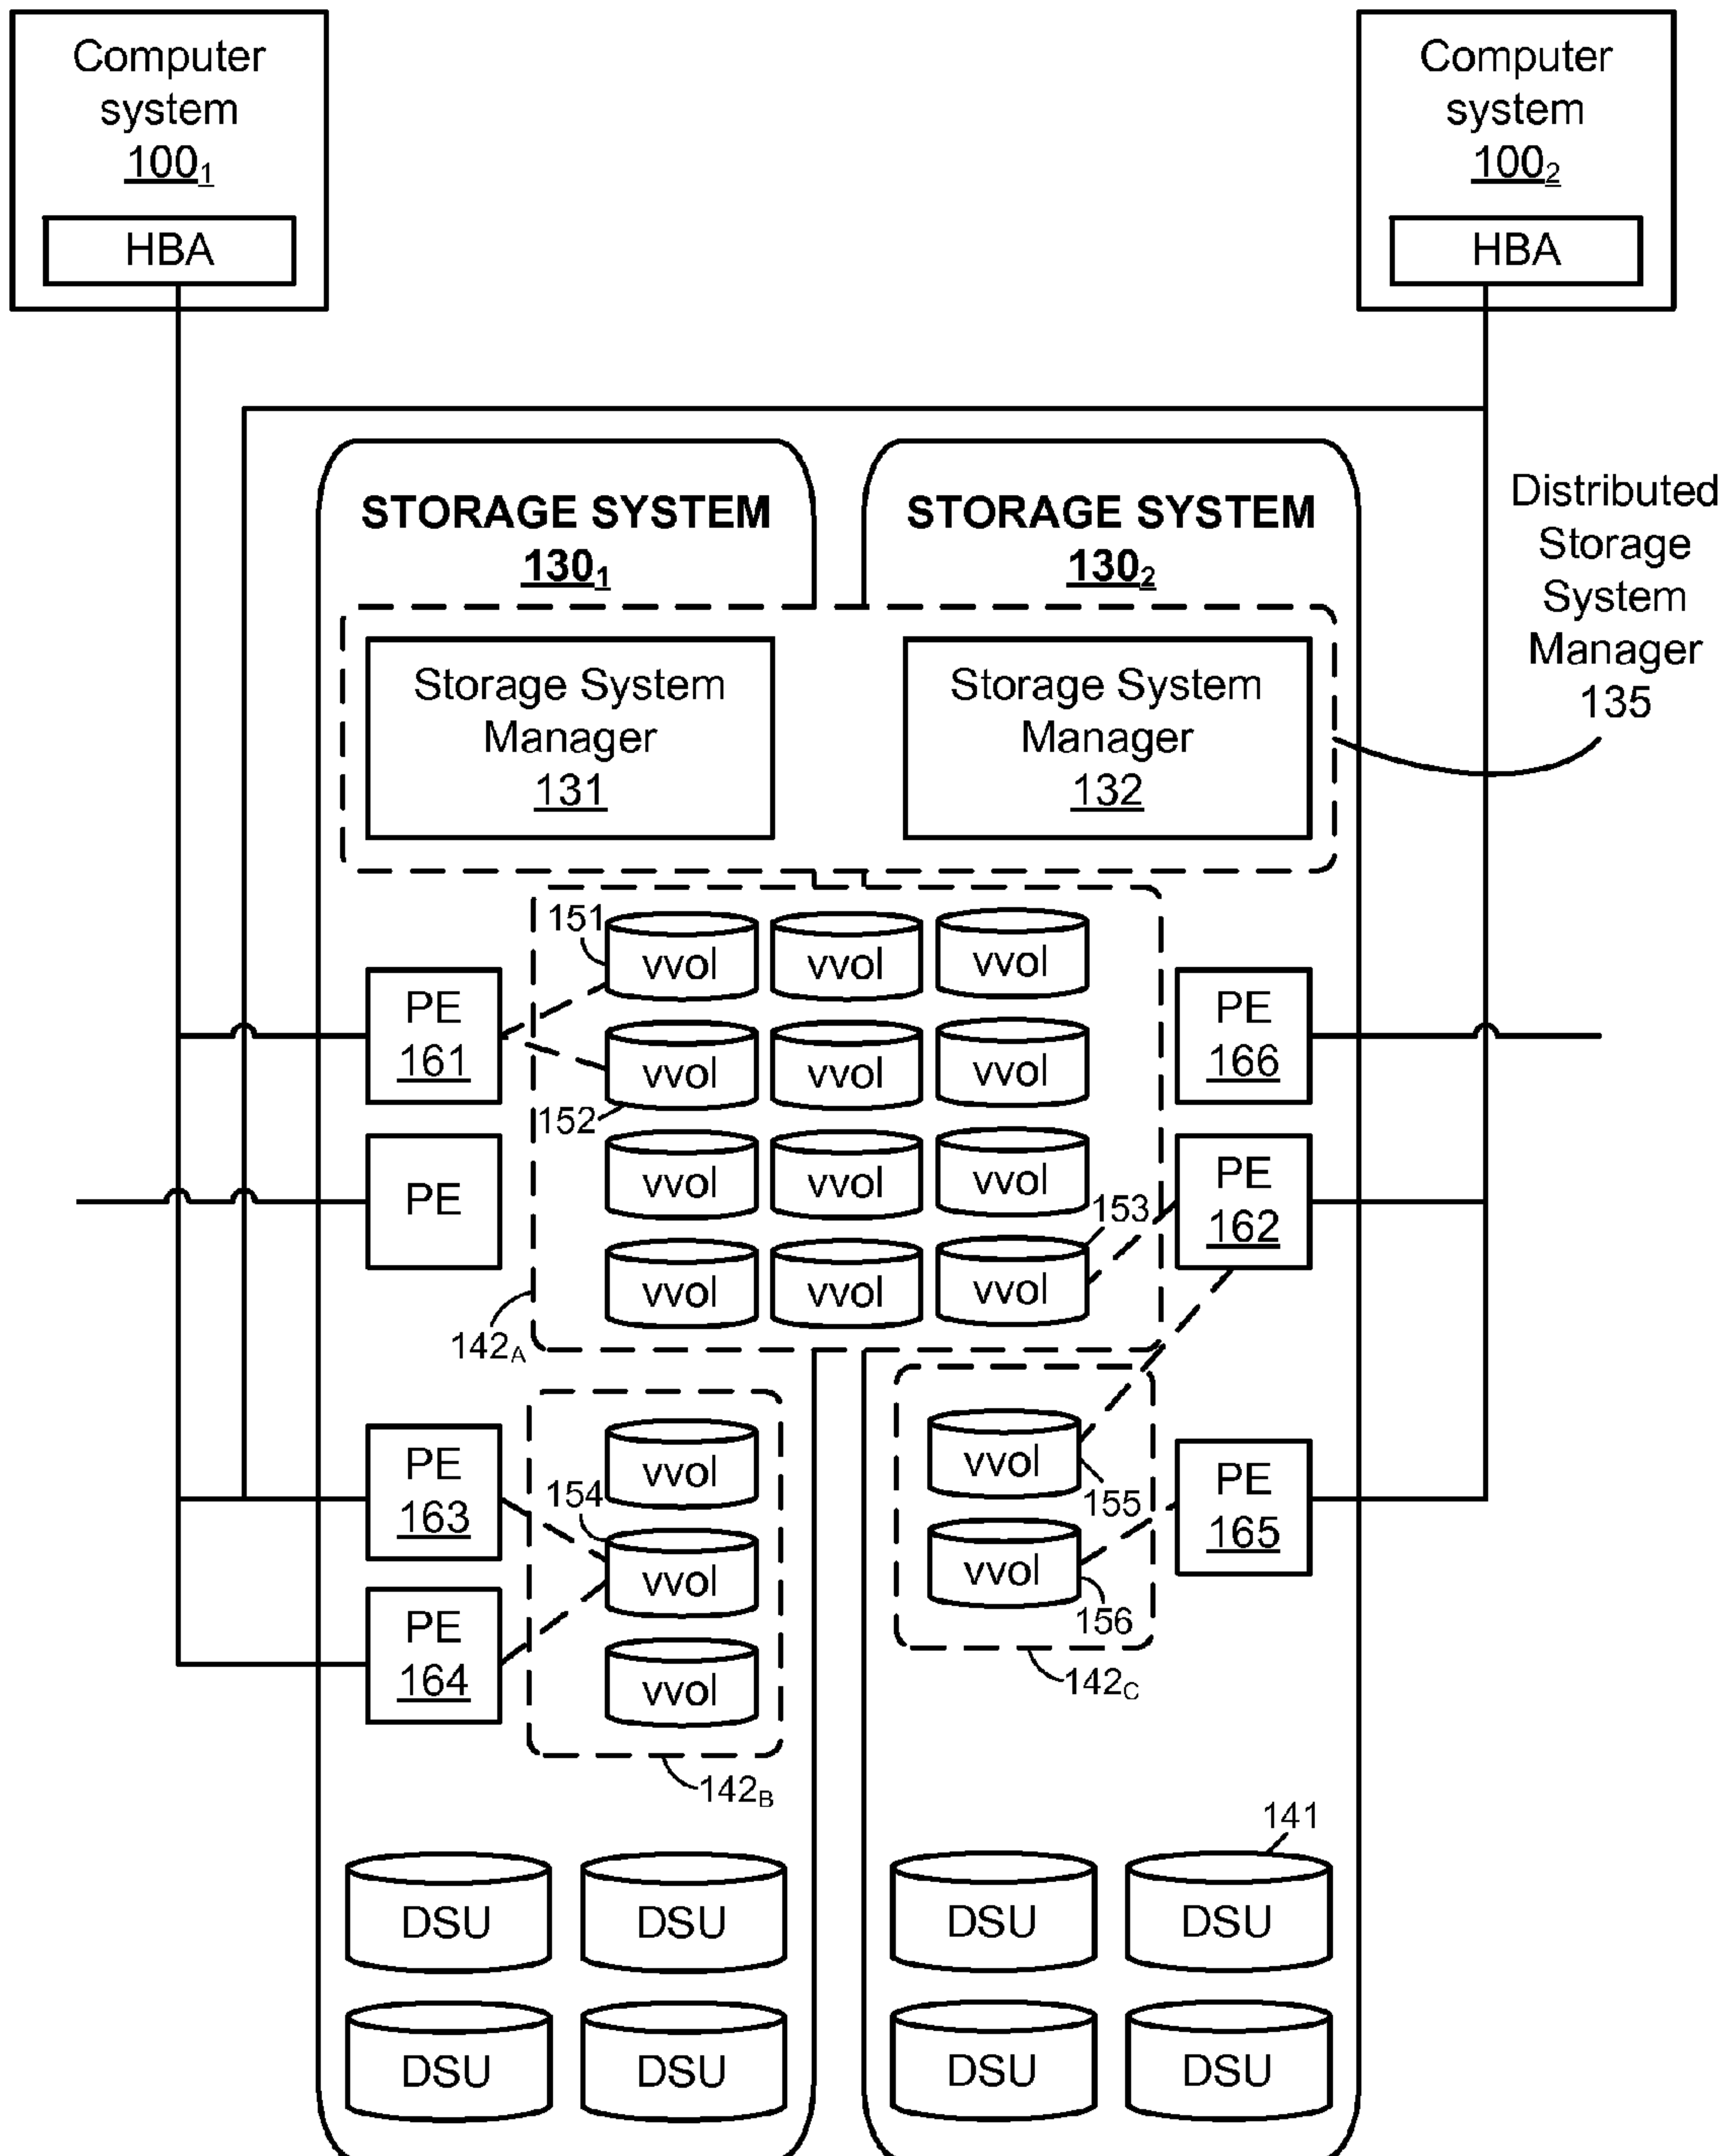 Computer
system
100₁
HBA
Computer
system
100₂
HBA
STORAGE SYSTEM
130₁
STORAGE SYSTEM
130₂
Distributed
Storage
System
Manager
135
Storage System
Manager
131
Storage System
Manager
132
151
vvol
vvol
vvol
PE
161
PE
166
vvol
vvol
vvol
152
PE
vvol
vvol
vvol
153
PE
162
vvol
vvol
vvol
142A
PE
163
vvol
154
vvol
vvol
142B
PE
164
vvol
155
vvol
156
142C
PE
165
141
DSU
DSU
DSU
DSU
DSU
DSU
DSU
DSU